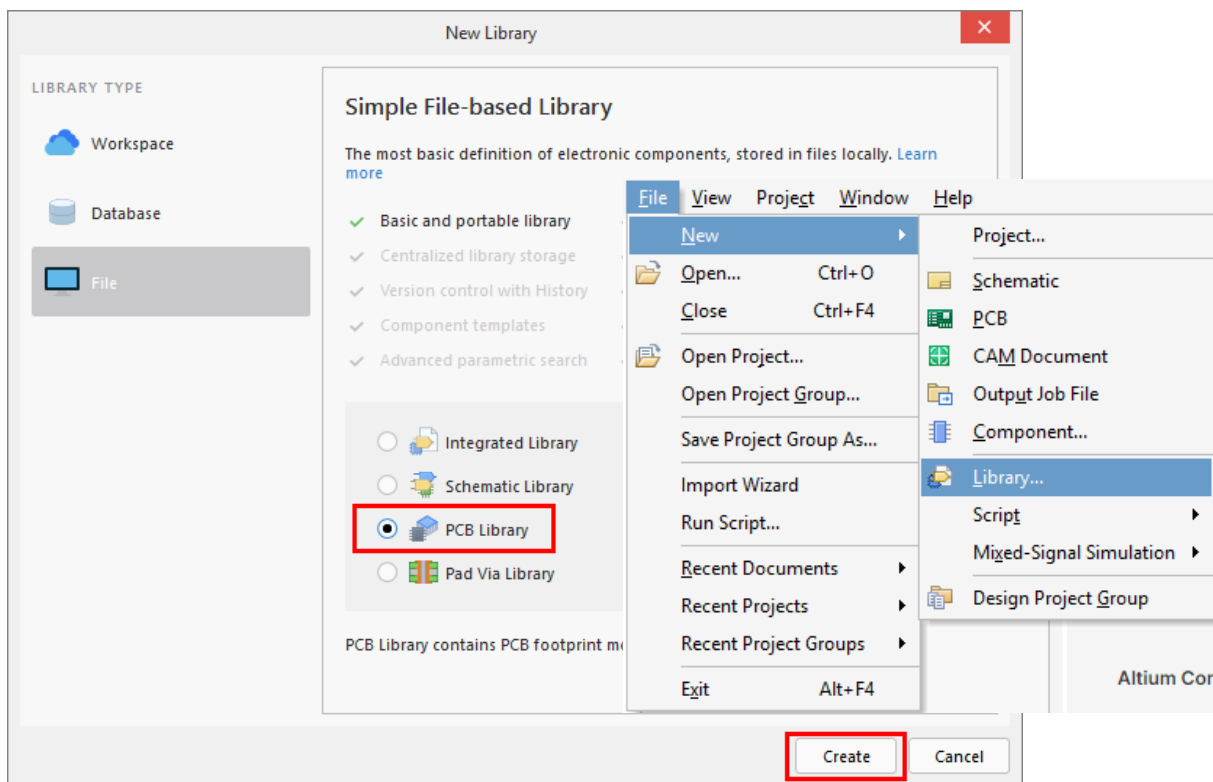 New Library
LIBRARY TYPE
Workspace
Database
File
Simple File-based Library
The most basic definition of electronic components, stored in files locally. Learn
more
Basic and portable library
Centralized library storage
Version control with History
Component templates
Advanced parametric search
Integrated Library
Schematic Library
PCB Library
Pad Via Library
PCB Library contains PCB footprint
Create
Cancel
File View Project Window Help
New
Open... Ctrl+O
Close Ctrl+F4
Open Project...
Open Project Group...
Save Project Group As...
Import Wizard
Run Script...
Recent Documents
Recent Projects
Recent Project Groups
Exit Alt+F4
Project...
Schematic
PCB
CAM Document
Output Job File
Component...
Library...
Script
Mixed-Signal Simulation
Design Project Group
Altium